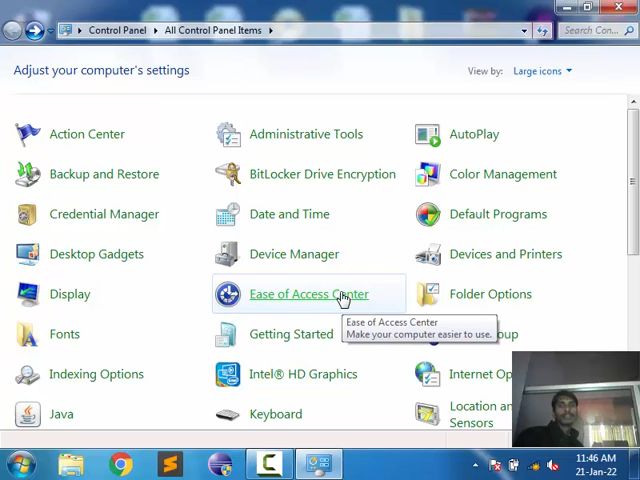 Control Panel
All Control Panel Items
Search Con...
Adjust your computer's settings
View by:
Large icons
Action Center
Administrative Tools
AutoPlay
Backup and Restore
BitLocker Drive Encryption
Color Management
Credential Manager
Date and Time
Default Programs
Desktop Gadgets
Device Manager
Devices and Printers
Display
Ease of Access Center
Folder Options
Ease of Access Center
Make your computer easier to use.
Fonts
Getting Started
oup
Indexing Options
Intel® HD Graphics
Internet Op
Java
Keyboard
Location and
Sensors
11:46 AM
21-Jan-22